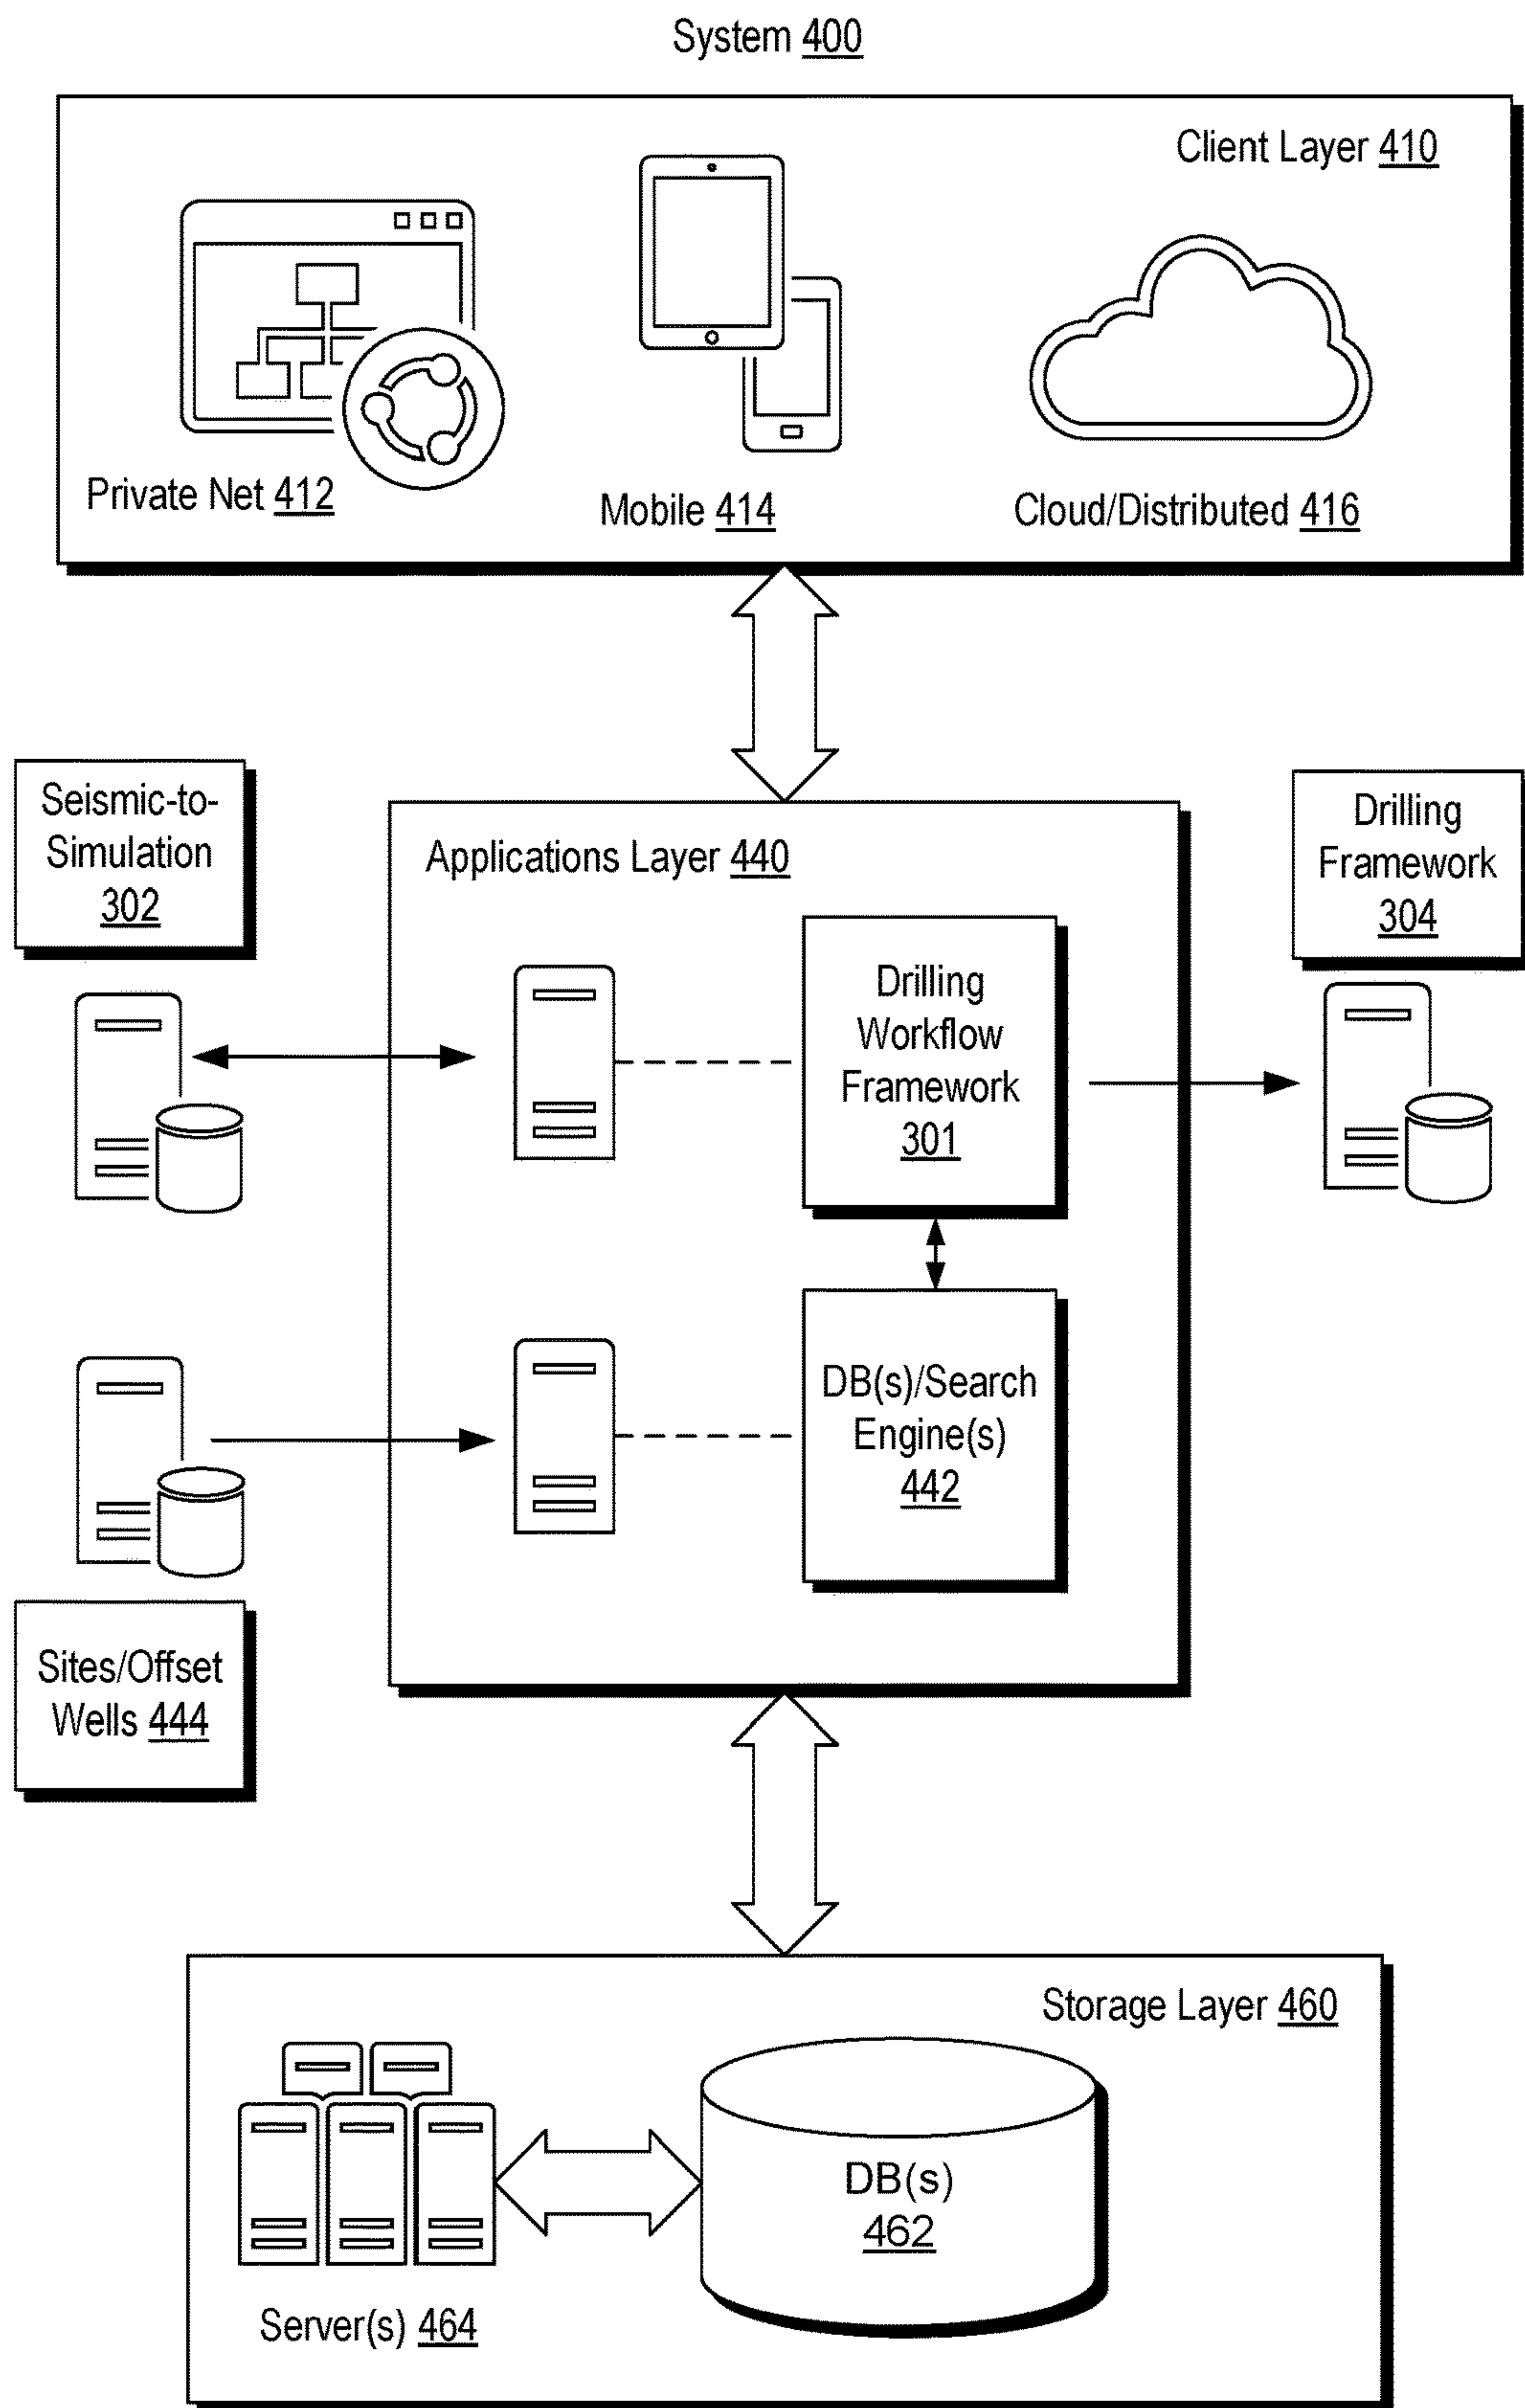 System 400
Client Layer 410
Private Net 412
Mobile 414
Cloud/Distributed 416
Seismic-to-
Simulation
302
Applications Layer 440
Drilling
Framework
304
Drilling
Workflow
Framework
301
DB(s)/Search
Engine(s)
442
Sites/Offset
Wells 444
Storage Layer 460
DB(s)
462
Server(s) 464